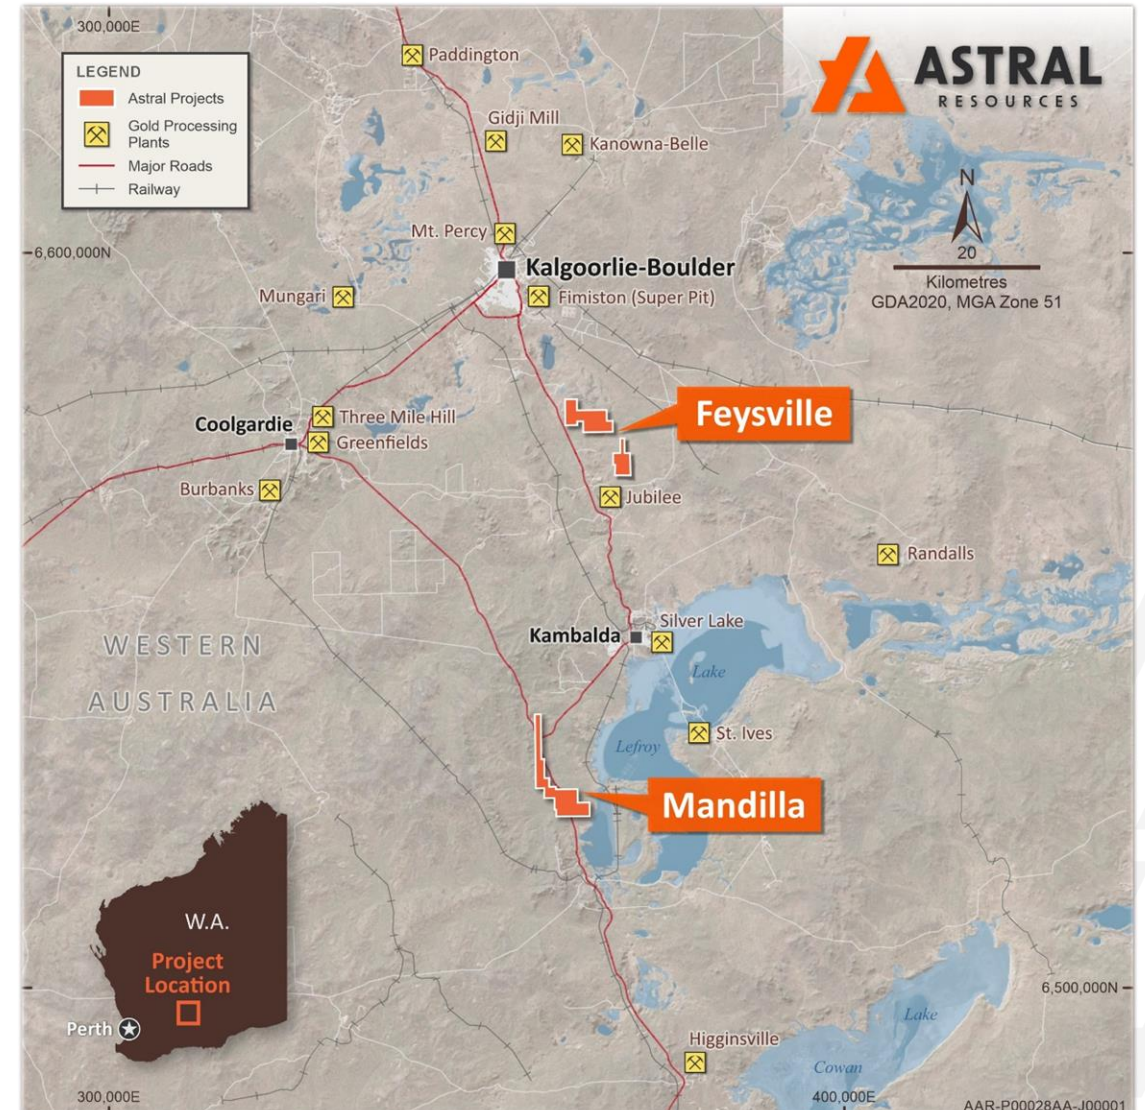 300,000E
ASTRAL
RESOURCES
LEGEND
Astral Projects
Gold Processing
Plants
Major Roads
Railway
Paddington
Gidji Mill
Kanowna-Belle
N
20
Kilometres
GDA2020, MGA Zone 51
Mt. Percy
6,600,000N
Kalgoorlie-Boulder
Mungari
Fimiston (Super Pit)
Feysville
Three Mile Hill
Coolgardie
Greenfields
Burbanks
Jubilee
Randalls
WESTERN
AUSTRALIA
Silver Lake
Kambalda
Lake
Lefroy
St. Ives
Mandilla
W.A.
Project
Location
Perth
6,500,000N
Lake
Cowan
Higginsville
300,000E
400,000E
AAR-P00028AA-J00001